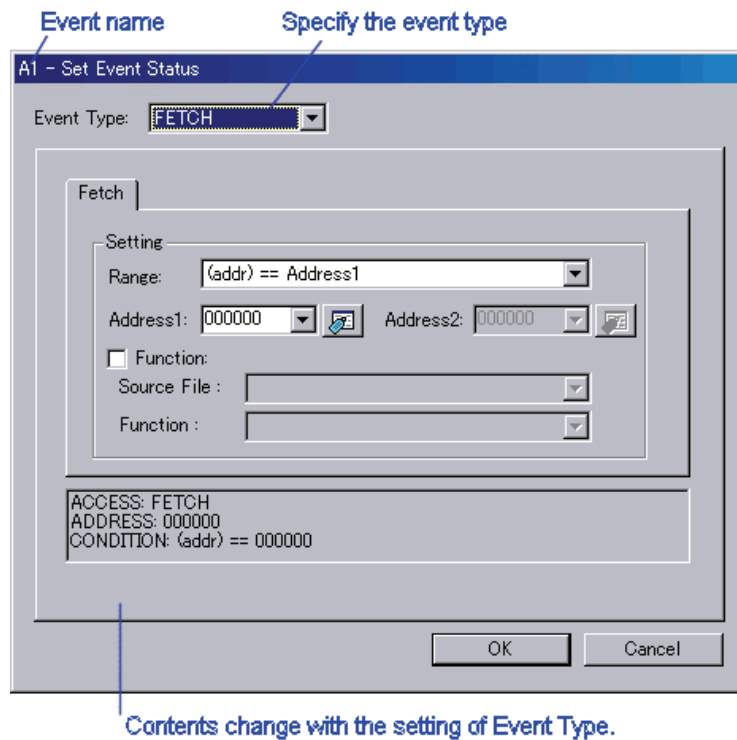 Event name Specify the event type
A1 - Set Event Status
Event Type: FETCH
Fetch
Setting
Range: (addr) == Address1
Address1: 000000 Address2: 000000
Function:
Source File :
Function :
ACCESS: FETCH
ADDRESS: 000000
CONDITION: (addr) == 000000
OK Cancel
Contents change with the setting of Event Type.